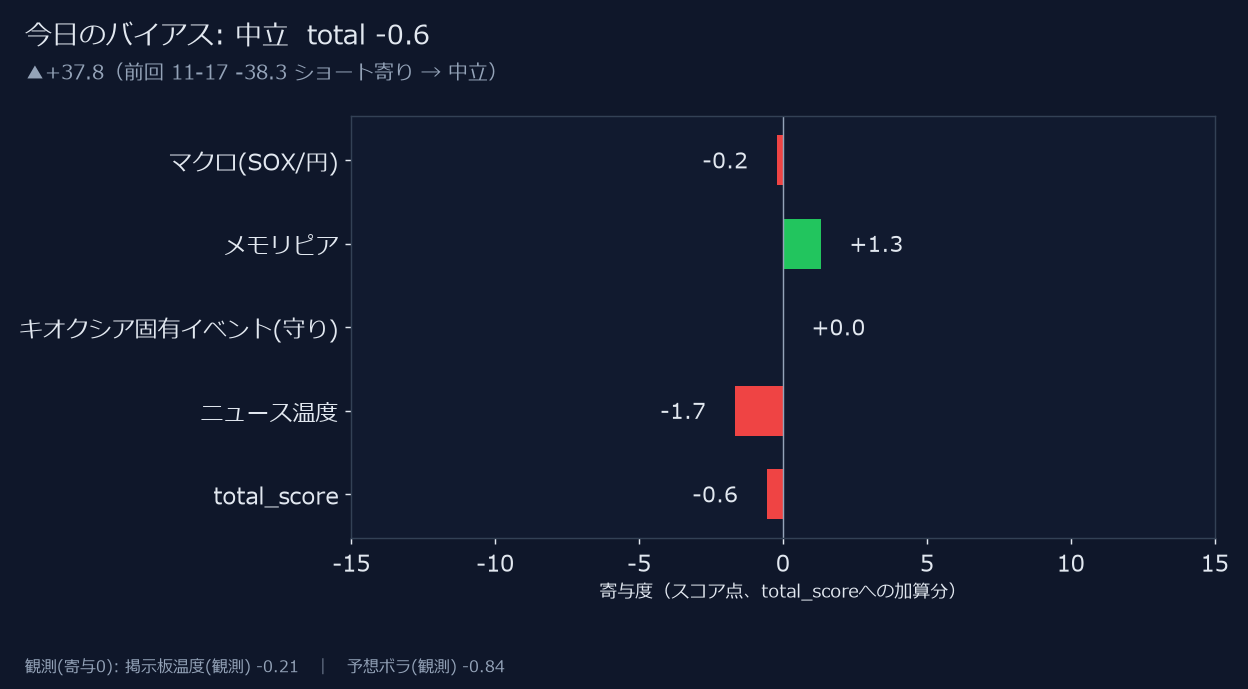 今日のバイアス: 中立 total -0.6
▲+37.8（前回 11-17 -38.3 ショート寄り → 中立）
マクロ(SOX/円)
-0.2
メモリピア
+1.3
キオクシア固有イベント(守り)
+0.0
ニュース温度
-1.7
total_score
-0.6
-15 -10 -5 0 5 10 15
寄与度（スコア点、total_scoreへの加算分）
観測(寄与0): 掲示板温度(観測) -0.21 | 予想ボラ(観測) -0.84